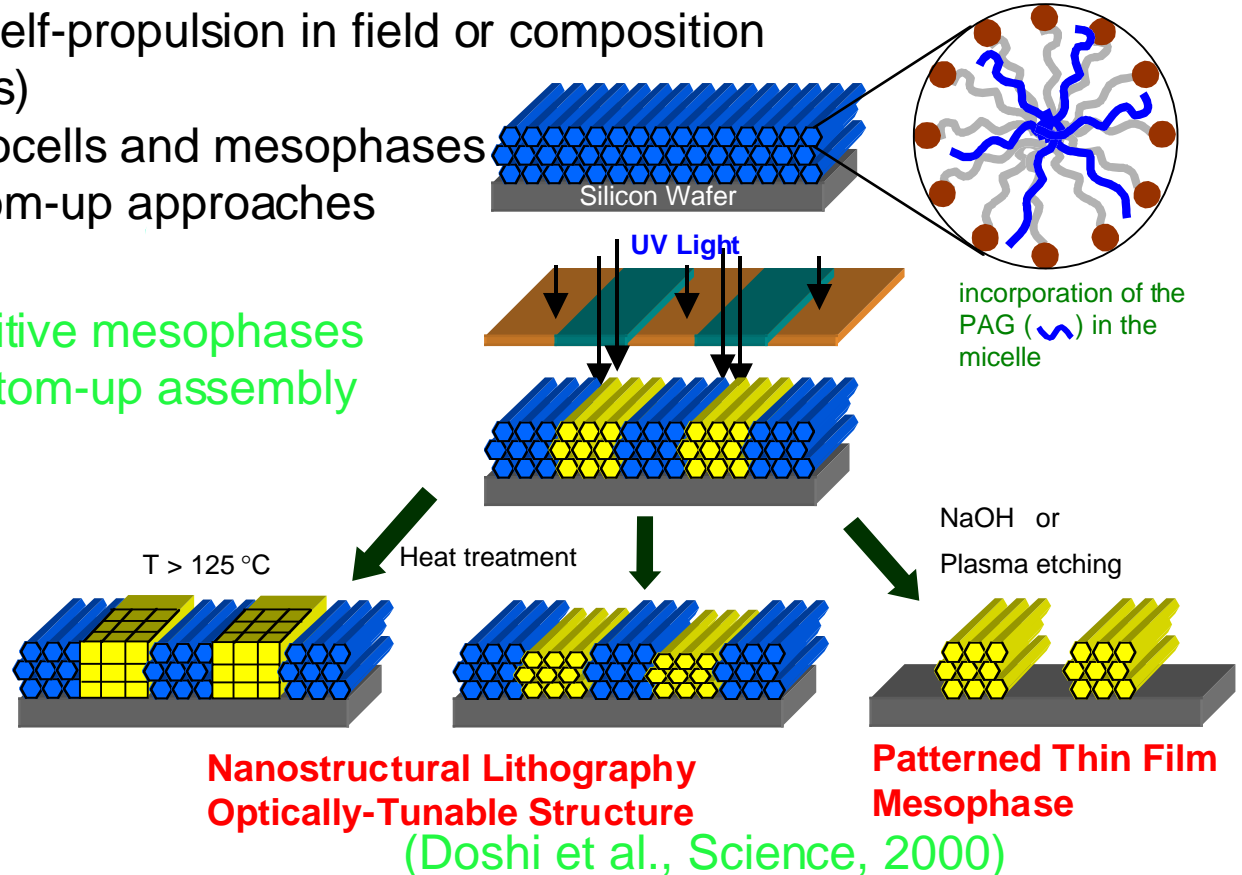 elf-propulsion in field or composition
s)
ocells and mesophases
om-up approaches
itive mesophases
tom-up assembly
Silicon Wafer
UV Light
incorporation of the
PAG ( ) in the
micelle
T > 125 °C
Heat treatment
NaOH or
Plasma etching
Nanostructural Lithography
Optically-Tunable Structure
Patterned Thin Film
Mesophase
(Doshi et al., Science, 2000)